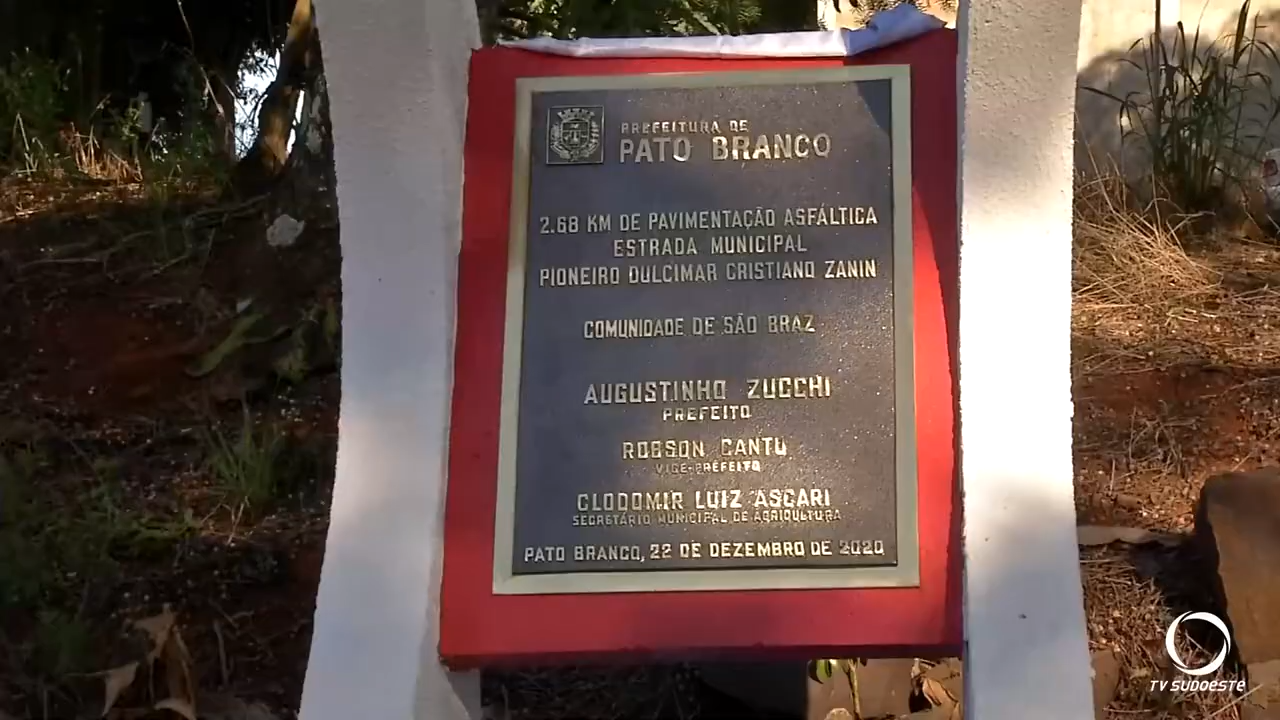 PREFEITURA DE
PATO BRANCO
2.68 KM DE PAVIMENTAÇÃO ASFÁLTICA
ESTRADA MUNICIPAL
PIONEIRO DULCIMAR CRISTIANO ZANIN
COMUNIDADE DE SÃO BRAZ
AUGUSTINHO ZUCCHI
PREFEITO
ROBSON CANTU
VICE-PREFEITO
CLODOMIR LUIZ ASCARI
SECRETÁRIO MUNICIPAL DE AGRICULTURA
PATO BRANCO, 22 DE DEZEMBRO DE 2020
TV SUDOESTE